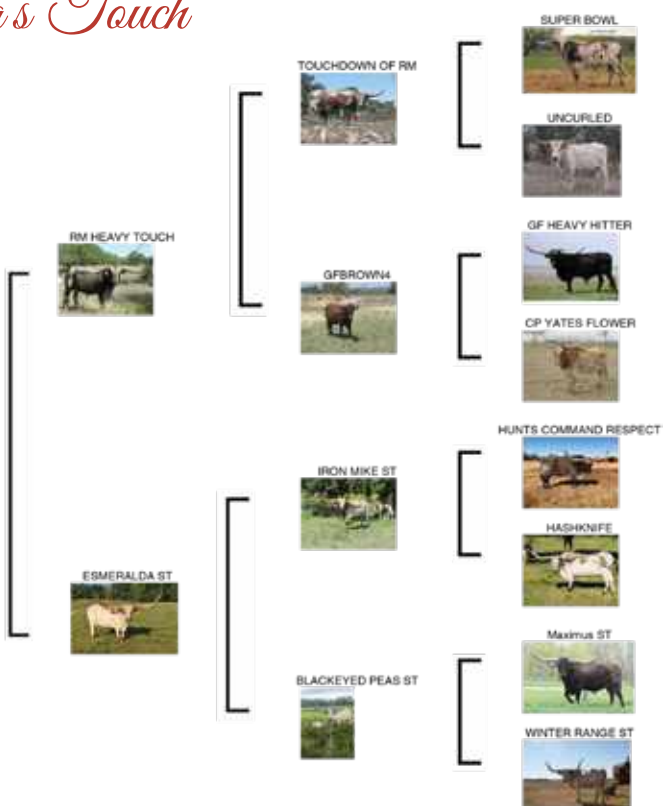 's Touch
SUPER BOWL
TOUCHDOWN OF RM
UNCURLED
RM HEAVY TOUCH
GF HEAVY HITTER
GFBROWN4
CP YATES FLOWER
HUNTS COMMAND RESPECT
IRON MIKE ST
HASHKNIFE
ESMERALDA ST
Maximus ST
BLACKEYED PEAS ST
WINTER RANGE ST